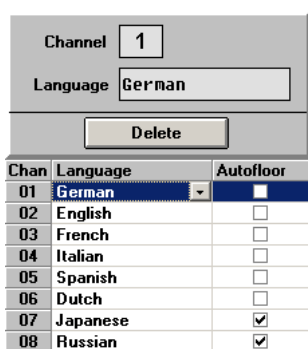 Channel 1
Language German
Delete
Chan Language Autofloor
01 German
02 English
03 French
04 Italian
05 Spanish
06 Dutch
07 Japanese
08 Russian